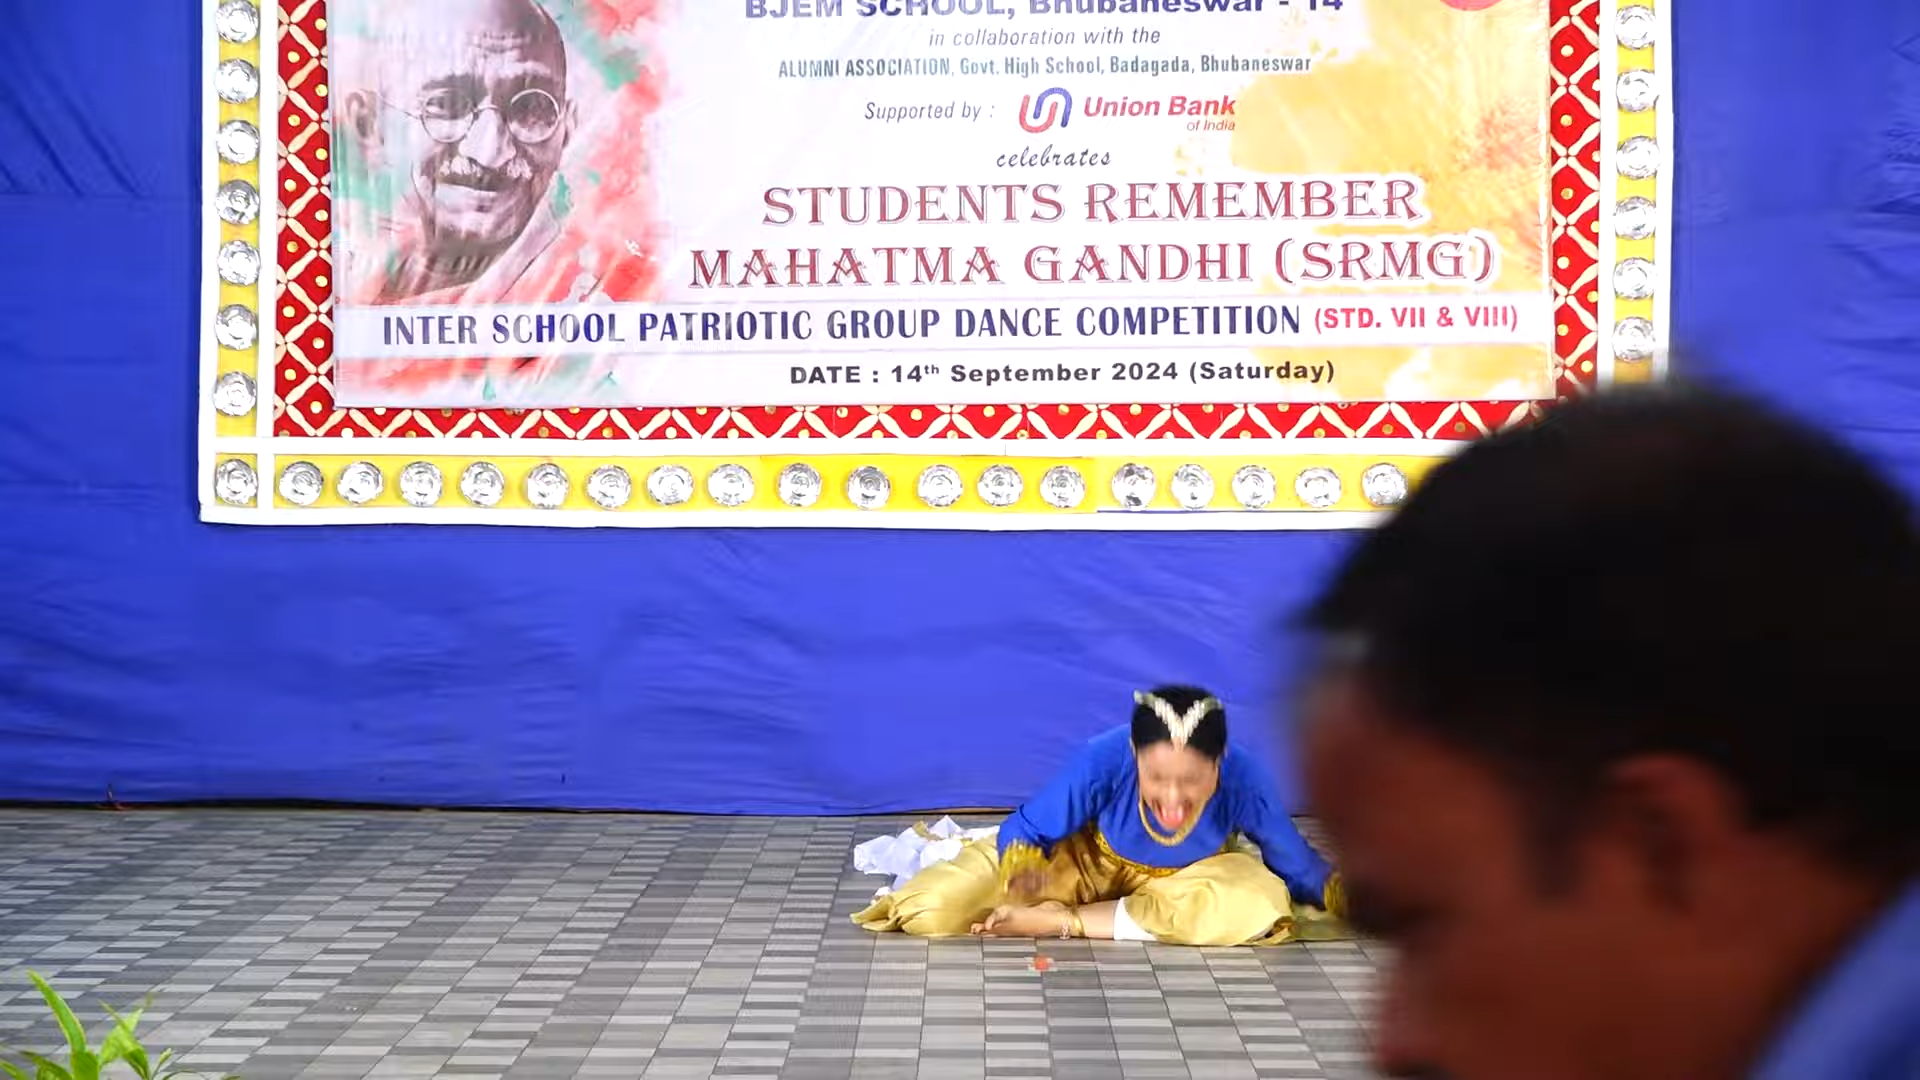 BJEM SCHOOL, Bhubaneswar - 14
in collaboration with the
ALUMNI ASSOCIATION, Govt. High School, Badagada, Bhubaneswar
Supported by : Union Bank
of India
celebrates
STUDENTS REMEMBER
MAHATMA GANDHI (SRMG)
INTER SCHOOL PATRIOTIC GROUP DANCE COMPETITION (STD. VII & VIII)
DATE : 14th September 2024 (Saturday)